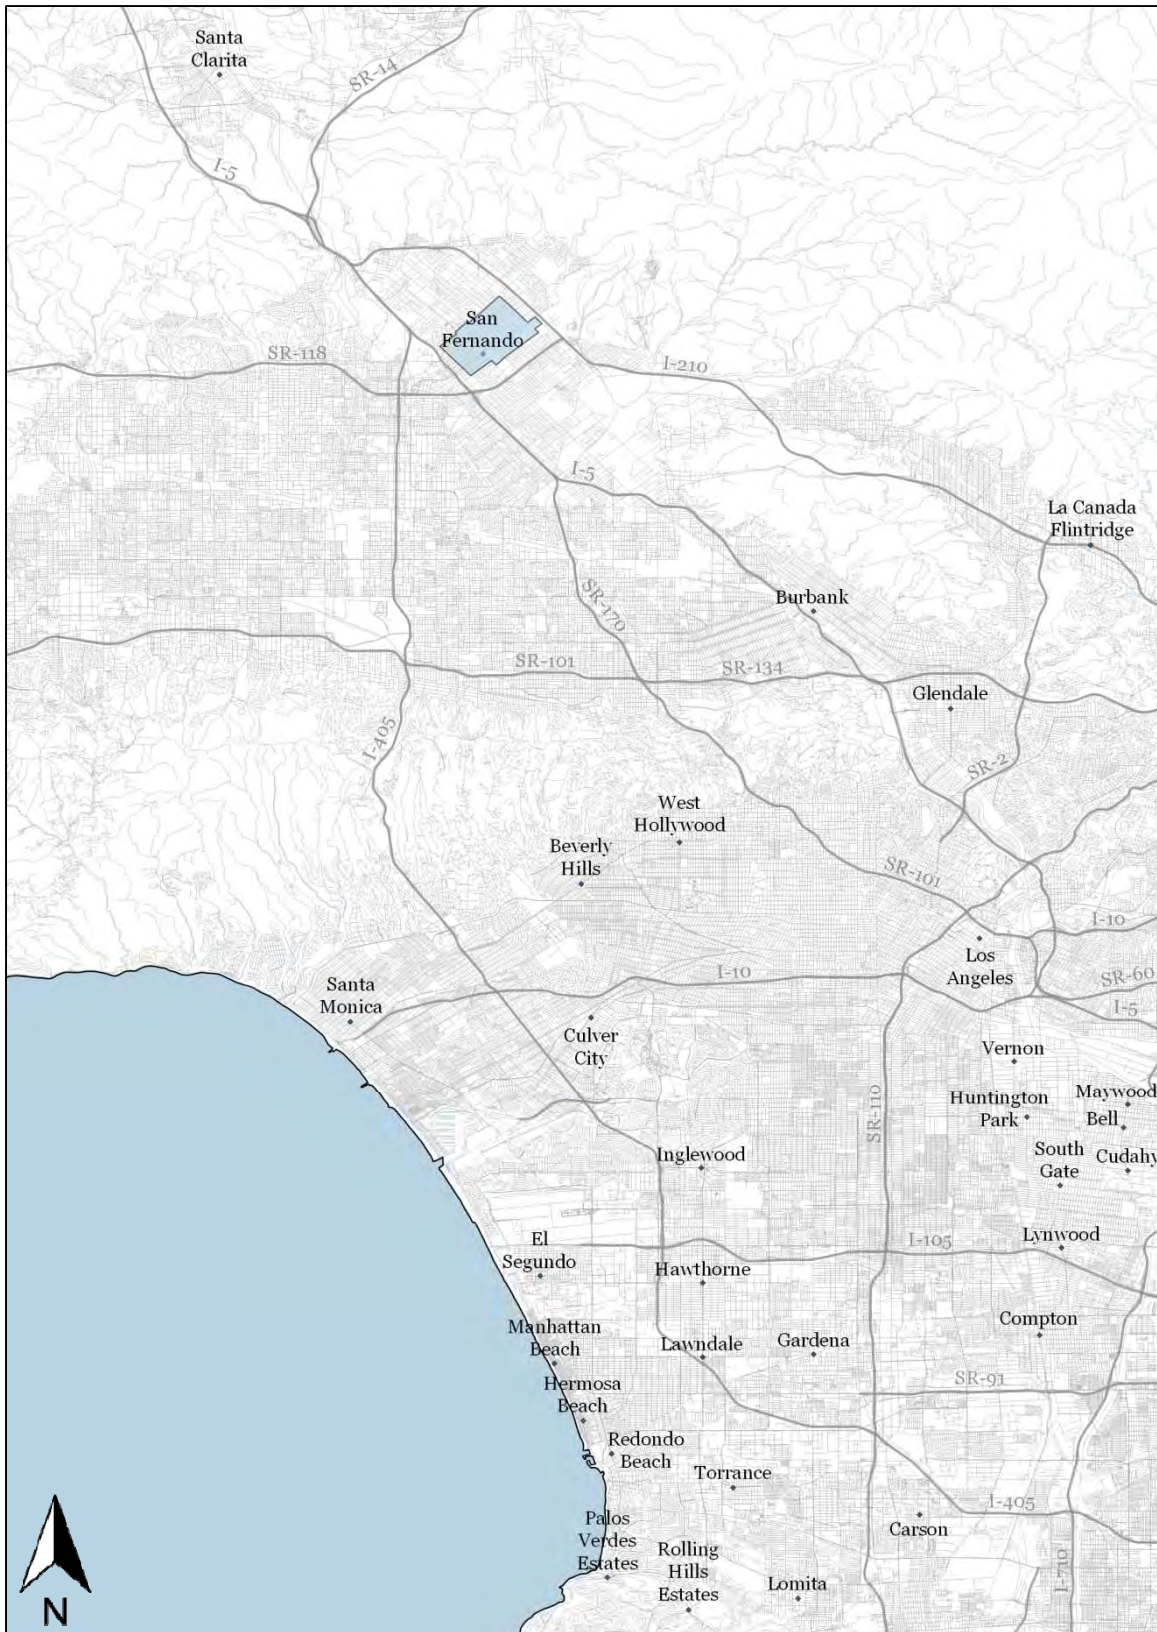 Santa
Clarita
SR-14
I-5
San
Fernando
SR-118
I-210
I-5
La Canada
Flintridge
SR-170
Burbank
SR-101
SR-134
Glendale
I-405
SR-2
West
Hollywood
Beverly
Hills
SR-101
I-10
Los
Angeles
I-10
SR-60
I-5
Santa
Monica
Culver
City
Vernon
SR-110
Huntington
Park
Maywood
Bell
South
Gate
Cudahy
Inglewood
El
Segundo
I-105
Lynwood
Hawthorne
Manhattan
Beach
Lawndale
Gardena
Compton
Hermosa
Beach
SR-91
Redondo
Beach
Torrance
I-405
Carson
Palos
Verdes
Estates
Rolling
Hills
Estates
Lomita
I-710
N